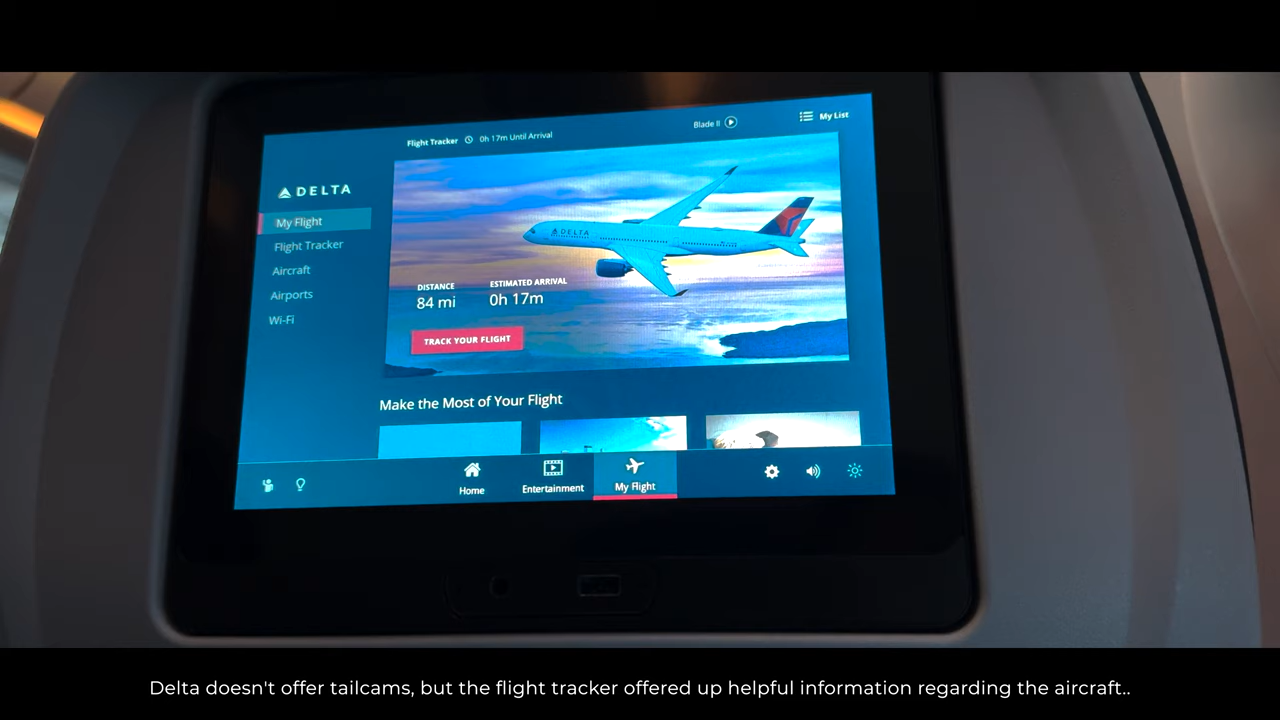 Flight Tracker 0h 17m Until Arrival
Blade II
My List
DELTA
My Flight
Flight Tracker
Aircraft
Airports
Wi-Fi
DELTA
DISTANCE
84 mi
ESTIMATED ARRIVAL
0h 17m
TRACK YOUR FLIGHT
Make the Most of Your Flight
Home
Entertainment
My Flight
Delta doesn't offer tailcams, but the flight tracker offered up helpful information regarding the aircraft..